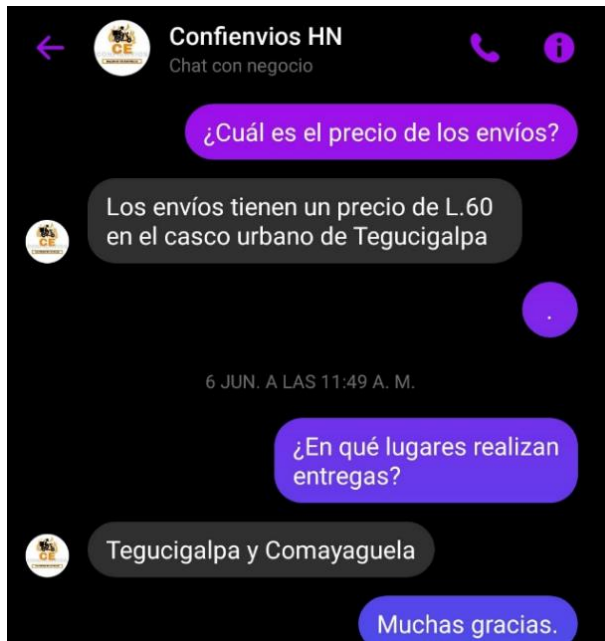 Confienvios HN
Chat con negocio
¿Cuál es el precio de los envíos?
Los envíos tienen un precio de L.60
en el casco urbano de Tegucigalpa
.
6 JUN. A LAS 11:49 A. M.
¿En qué lugares realizan
entregas?
Tegucigalpa y Comayaguela
Muchas gracias.